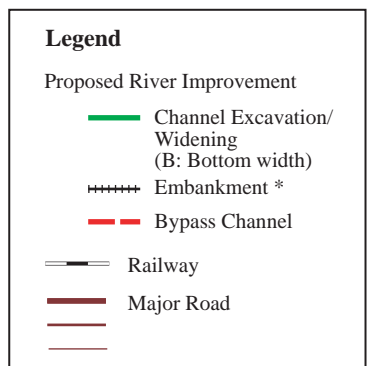 Legend
Proposed River Improvement
Channel Excavation/
Widening
(B: Bottom width)
Embankment *
Bypass Channel
Railway
Major Road